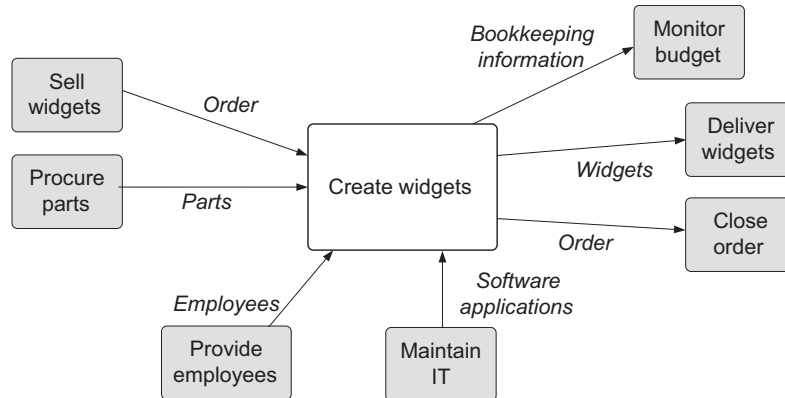 Sell
widgets
Order
Procure
parts
Parts
Create widgets
Bookkeeping
information
Monitor
budget
Deliver
widgets
Widgets
Close
order
Order
Employees
Provide
employees
Software
applications
Maintain
IT